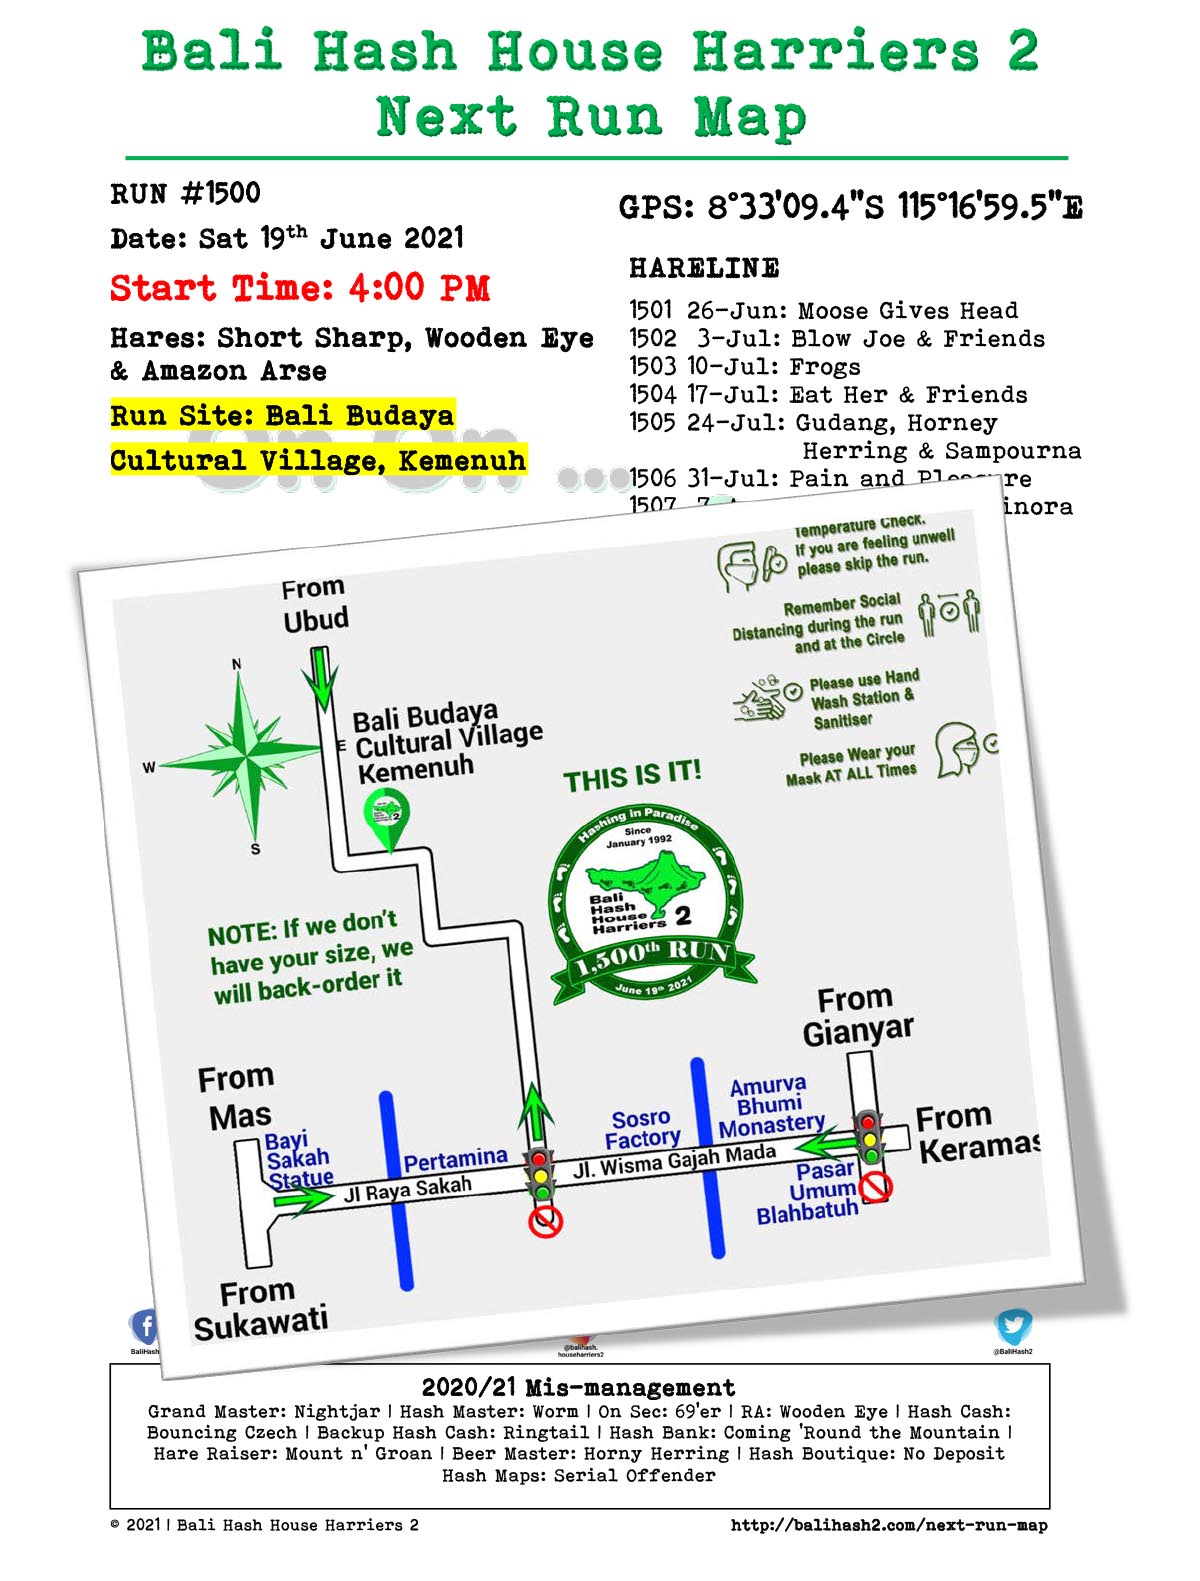 Bali Hash House Harriers 2
Next Run Map
RUN #1500
Date: Sat 19th June 2021
Start Time: 4:00 PM
Hares: Short Sharp, Wooden Eye
& Amazon Arse
Run Site: Bali Budaya
Cultural Village, Kemenuh
On On ...
GPS: 8°33'09.4"S 115°16'59.5"E
HARELINE
1501 26-Jun: Moose Gives Head
1502 3-Jul: Blow Joe & Friends
1503 10-Jul: Frogs
1504 17-Jul: Eat Her & Friends
1505 24-Jul: Gudang, Horney
Herring & Sampourna
1506 31-Jul: Pain and Pleasure
1507 7-A inora
Temperature Check.
If you are feeling unwell
please skip the run.
Remember Social
Distancing during the run
and at the Circle
Please use Hand
Wash Station &
Sanitiser
Please Wear your
Mask AT ALL Times
From
Ubud
N
E
W
S
Bali Budaya
Cultural Village
Kemenuh
THIS IS IT!
Hashing in Paradise
Since
January 1992
Bali
Hash
House
Harriers 2
1,500th RUN
June 19th 2021
NOTE: If we don't
have your size, we
will back-order it
From
Gianyar
From
Mas
Bayi
Sakah
Statue
Pertamina
Jl Raya Sakah
Sosro
Factory
Amurva
Bhumi
Monastery
Jl. Wisma Gajah Mada
From
Keramas
Pasar
Umum
Blahbatuh
From
Sukawati
BaliHash
@balihash.
househarriers2
@BaliHash2
2020/21 Mis-management
Grand Master: Nightjar | Hash Master: Worm | On Sec: 69'er | RA: Wooden Eye | Hash Cash:
Bouncing Czech | Backup Hash Cash: Ringtail | Hash Bank: Coming 'Round the Mountain |
Hare Raiser: Mount n' Groan | Beer Master: Horny Herring | Hash Boutique: No Deposit
Hash Maps: Serial Offender
© 2021 | Bali Hash House Harriers 2
http://balihash2.com/next-run-map